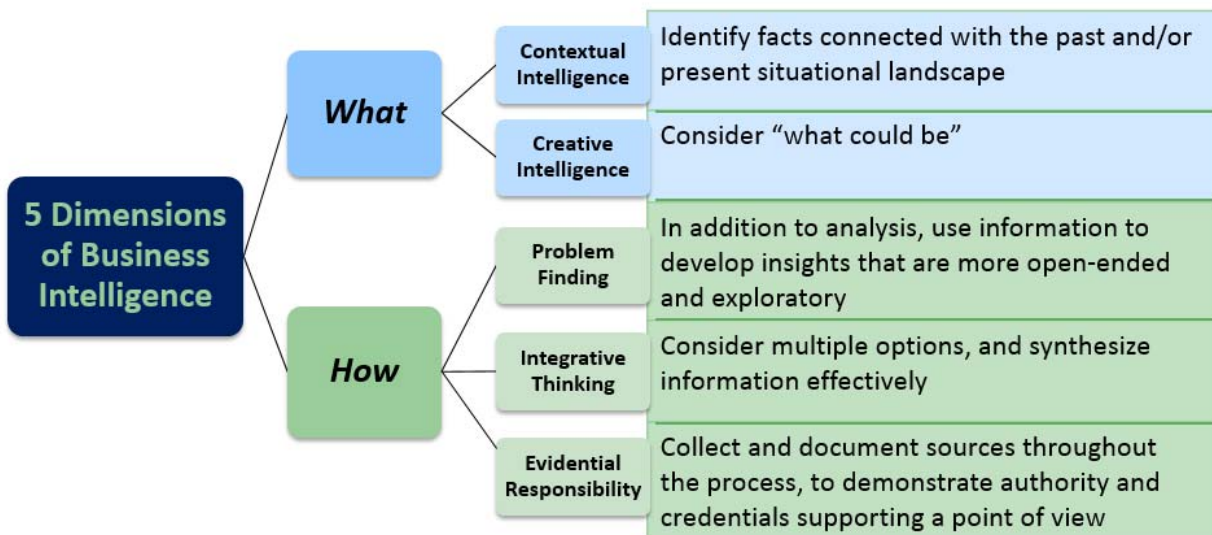 5 Dimensions
of Business
Intelligence
What
Contextual
Intelligence
Identify facts connected with the past and/or
present situational landscape
Creative
Intelligence
Consider “what could be”
How
Problem
Finding
In addition to analysis, use information to
develop insights that are more open-ended
and exploratory
Integrative
Thinking
Consider multiple options, and synthesize
information effectively
Evidential
Responsibility
Collect and document sources throughout
the process, to demonstrate authority and
credentials supporting a point of view